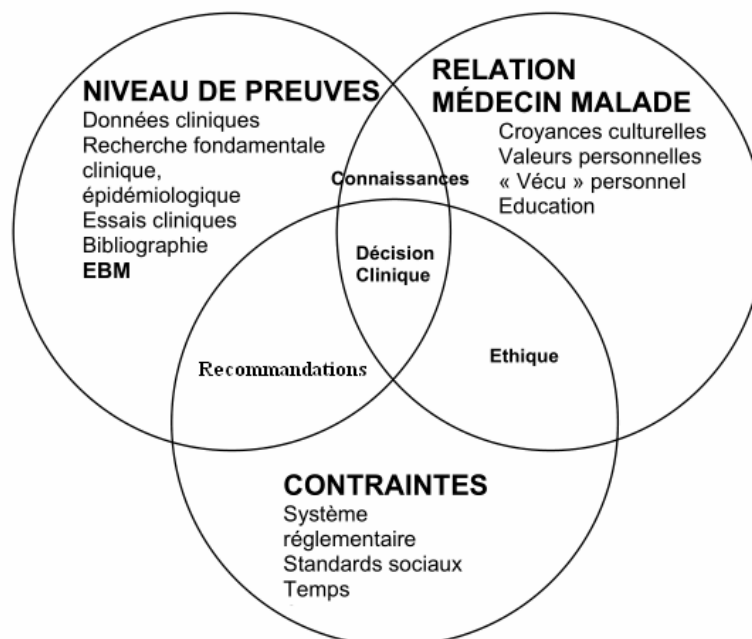 NIVEAU DE PREUVES
Données cliniques
Recherche fondamentale
clinique,
épidémiologique
Essais cliniques
Bibliographie
EBM
RELATION
MÉDECIN MALADE
Croyances culturelles
Valeurs personnelles
« Vécu » personnel
Education
Connaissances
Décision
Clinique
Recommandations
Ethique
CONTRAINTES
Système
réglementaire
Standards sociaux
Temps